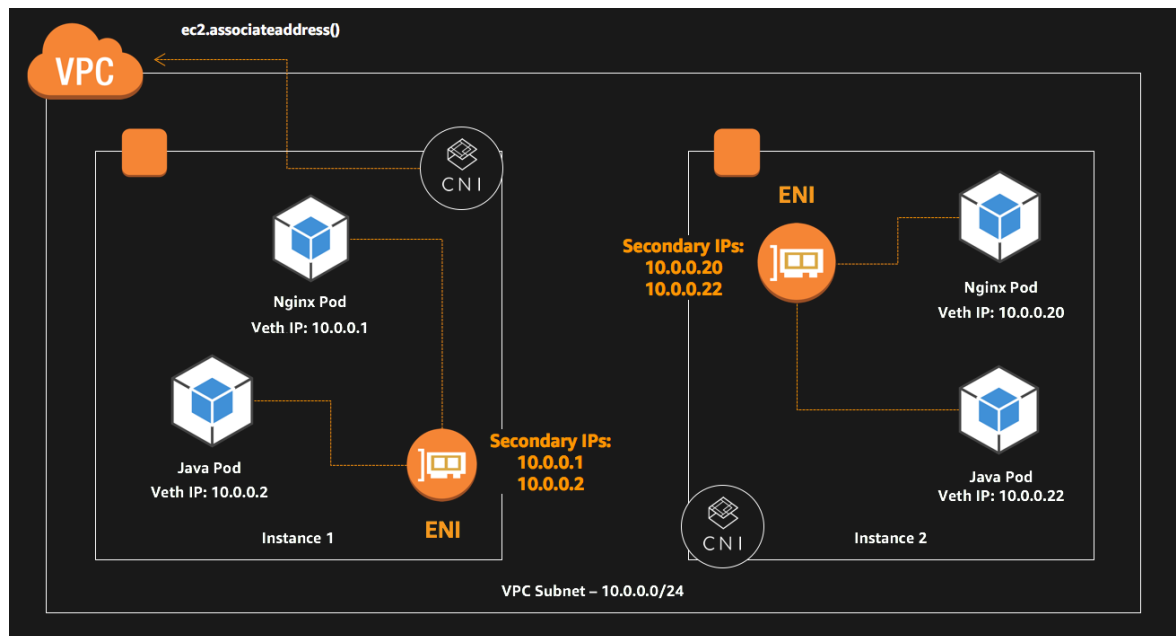 ec2.associateaddress()
VPC
CNI
Nginx Pod
Veth IP: 10.0.0.1
Java Pod
Veth IP: 10.0.0.2
Secondary IPs:
10.0.0.1
10.0.0.2
ENI
Instance 1
ENI
Secondary IPs:
10.0.0.20
10.0.0.22
Nginx Pod
Veth IP: 10.0.0.20
Java Pod
Veth IP: 10.0.0.22
CNI
Instance 2
VPC Subnet – 10.0.0.0/24